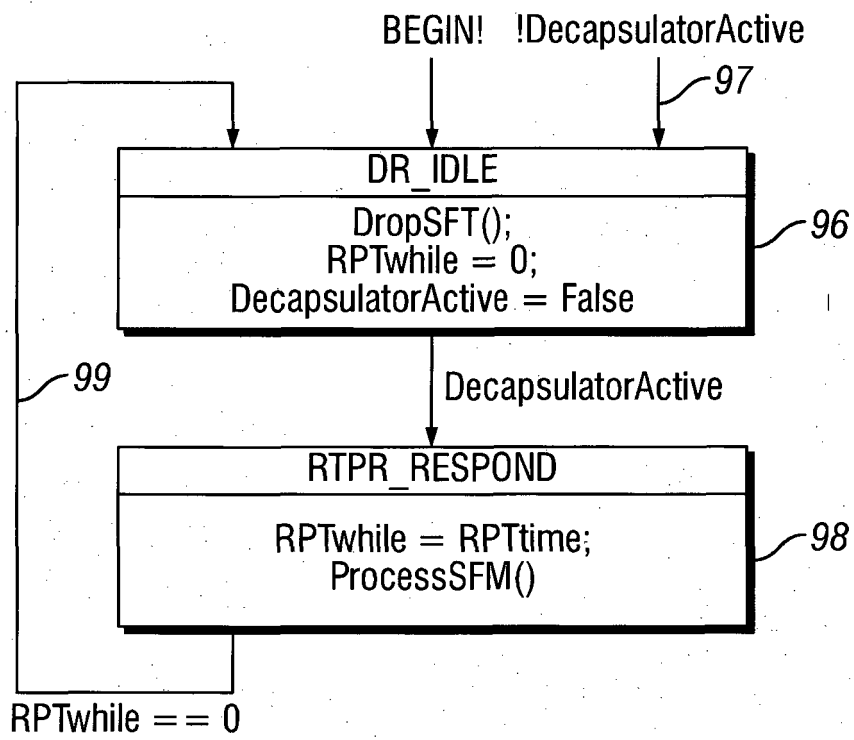 BEGIN! !DecapsulatorActive
97
DR_IDLE
DropSFT();
RPTwhile = 0;
DecapsulatorActive = False
96
99
DecapsulatorActive
RTPR_RESPOND
RPTwhile = RPTtime;
ProcessSFM()
98
RPTwhile == 0